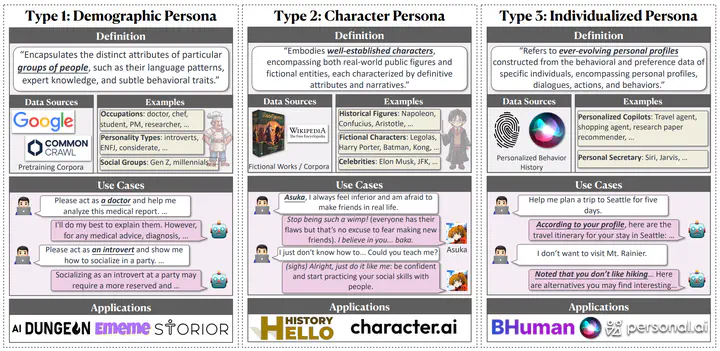 Type 1: Demographic Persona
Definition
“Encapsulates the distinct attributes of particular
groups of people, such as their language patterns,
expert knowledge, and subtle behavioral traits.”
Data Sources
Google
COMMON
CRAWL
Pretraining Corpora
Examples
Occupations: doctor, chef,
student, PM, researcher, ...
Personality Types: introverts,
ENFJ, considerate, ...
Social Groups: Gen Z, millennials,
Use Cases
Please act as a doctor and help me
analyze this medical report. ...
I'll do my best to explain them. However,
for any medical advice, diagnosis, ...
Please act as an introvert and show me
how to socialize in a party. ...
Socializing as an introvert at a party may
require a more reserved and ...
Applications
AI DUNGEON
Ememe
STORIOR
Type 2: Character Persona
Definition
“Embodies well-established characters,
encompassing both real-world public figures and
fictional entities, each characterized by definitive
attributes and narratives.”
Data Sources
WIKIPEDIA
The Free Encyclopedia
Fictional Works / Corpora
Examples
Historical Figures: Napoleon,
Confucius, Aristotle, ...
Fictional Characters: Legolas,
Harry Porter, Batman, Kong, ...
Celebrities: Elon Musk, JFK, ...
Use Cases
Asuka, I always feel inferior and am afraid to
make friends in real life.
Stop being such a wimp! (everyone has their
flaws but that's no excuse to fear making new
friends). I believe in you... baka.
Asuka
I just don't know how to... Could you teach me?
(sighs) Alright, just do it like me: be confident
and start practicing your social skills with
people.
Applications
HISTORY
HELLO
character.ai
Type 3: Individualized Persona
Definition
“Refers to ever-evolving personal profiles
constructed from the behavioral and preference data of
specific individuals, encompassing personal profiles,
dialogues, actions, and behaviors.”
Data Sources
Personalized Behavior
History
Examples
Personalized Copilots: Travel agent,
shopping agent, research paper
recommender, ...
Personal Secretary: Siri, Jarvis, ...
Use Cases
Help me plan a trip to Seattle for five
days.
According to your profile, here are the
travel itinerary for your stay in Seattle: ...
I don't want to visit Mt. Rainier.
Noted that you don't like hiking... Here
are alternatives you may find interesting...
Applications
BHuman
personal.ai